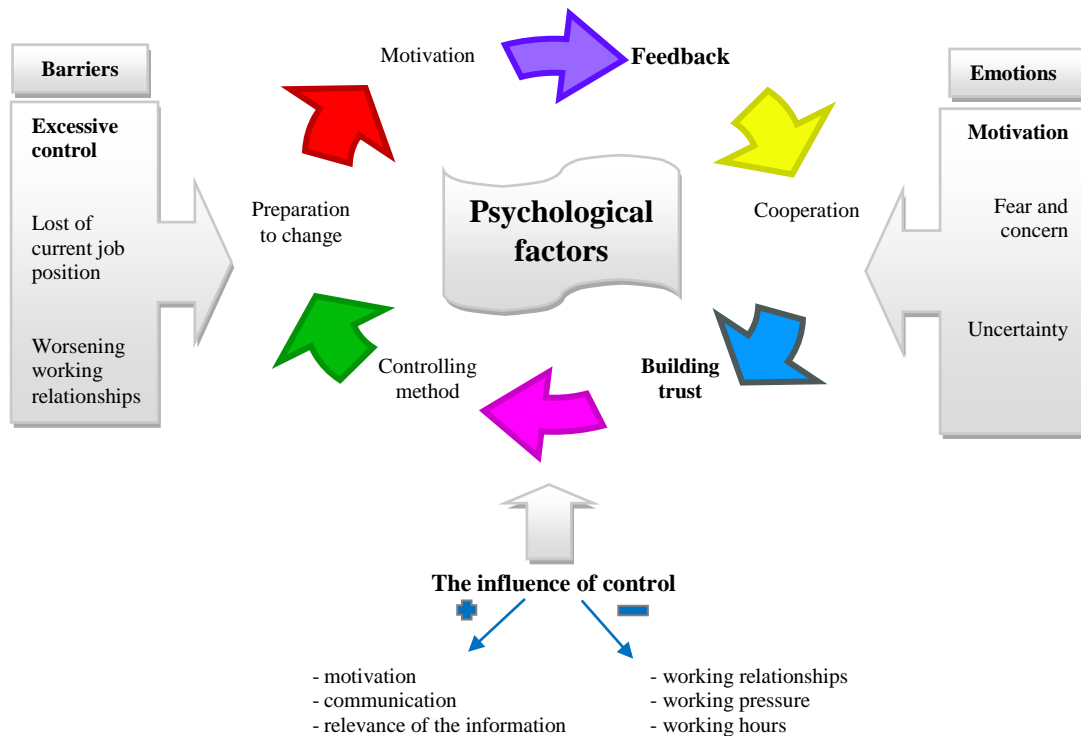 Barriers
Excessive
control
Lost of
current job
position
Worsening
working
relationships
Motivation
Feedback
Preparation
to change
Psychological
factors
Cooperation
Controlling
method
Building
trust
Emotions
Motivation
Fear and
concern
Uncertainty
The influence of control
- motivation
- communication
- relevance of the information
- working relationships
- working pressure
- working hours